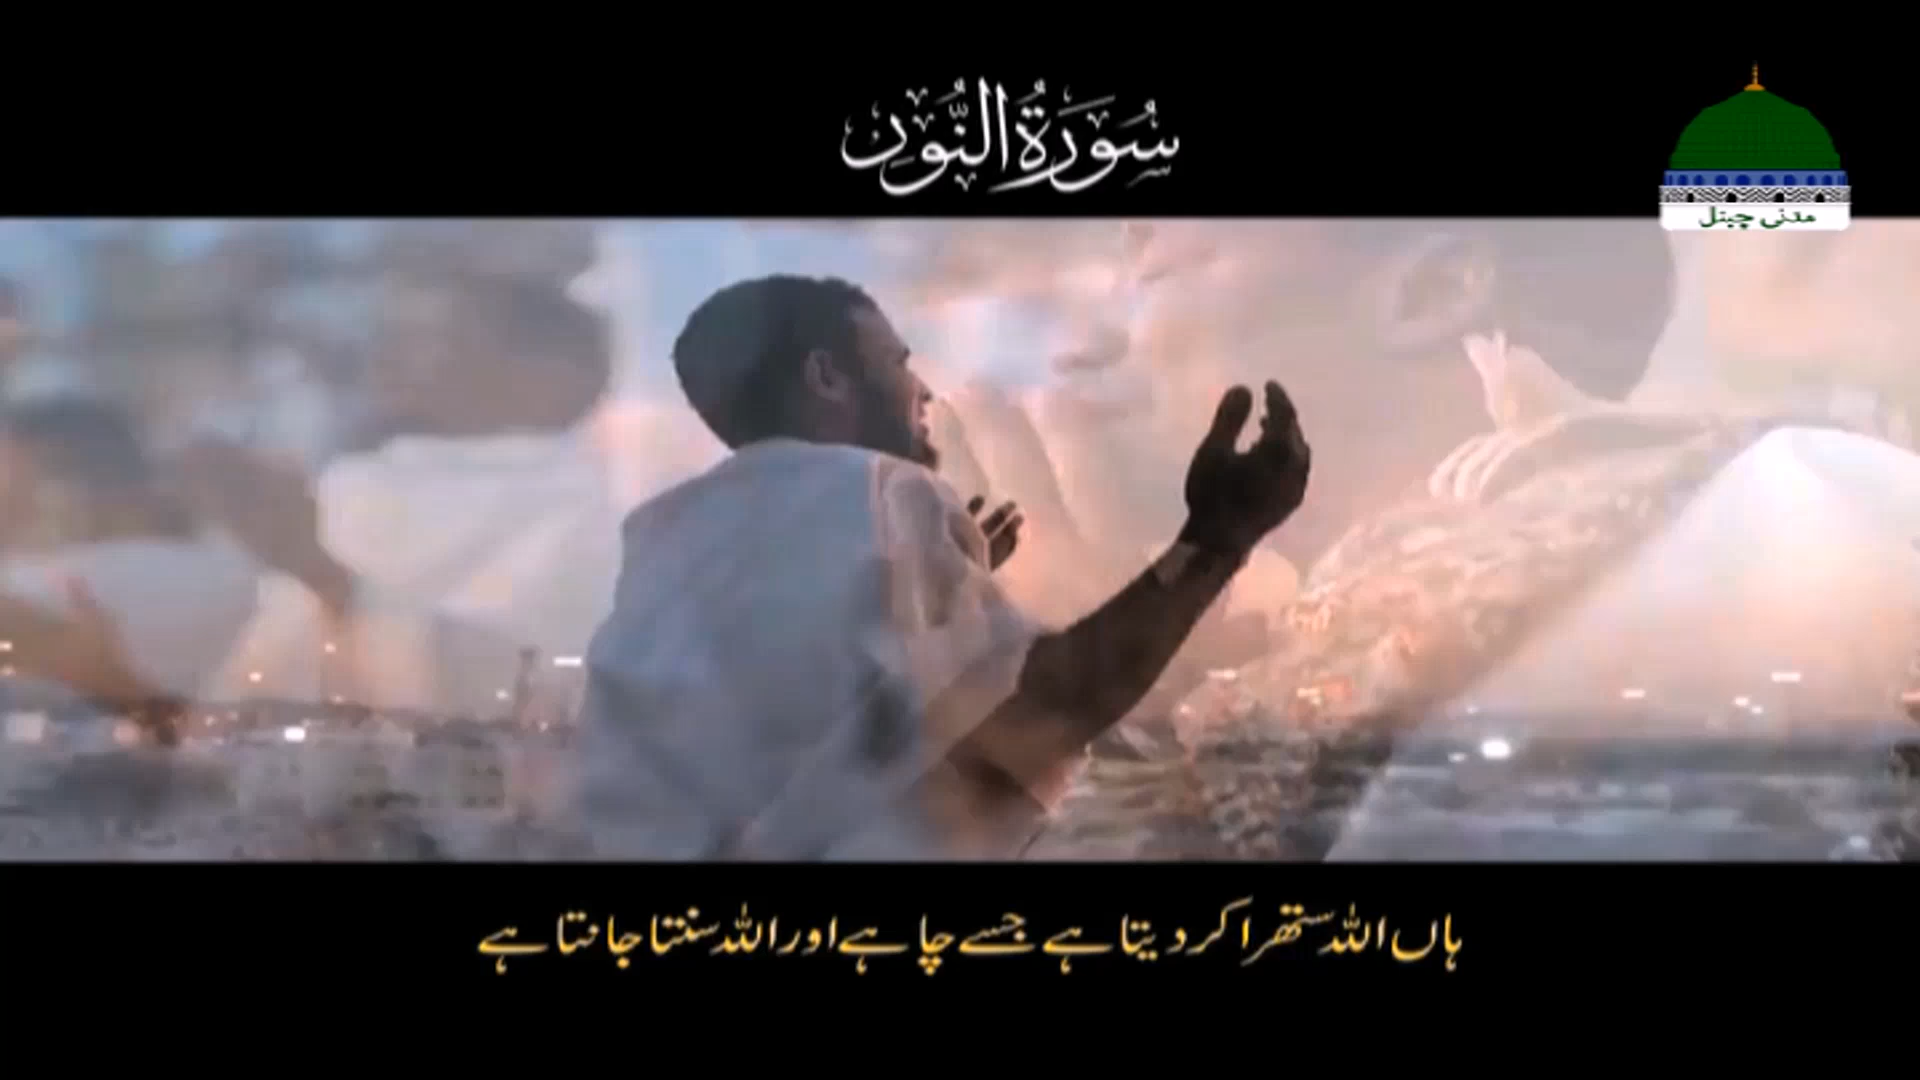 سُوْرَةُ النُّوْرِ
مدنی چینل
ہاں اللہ ستھرا کر دیتا ہے جسے چاہے اور اللہ سنتا جانتا ہے